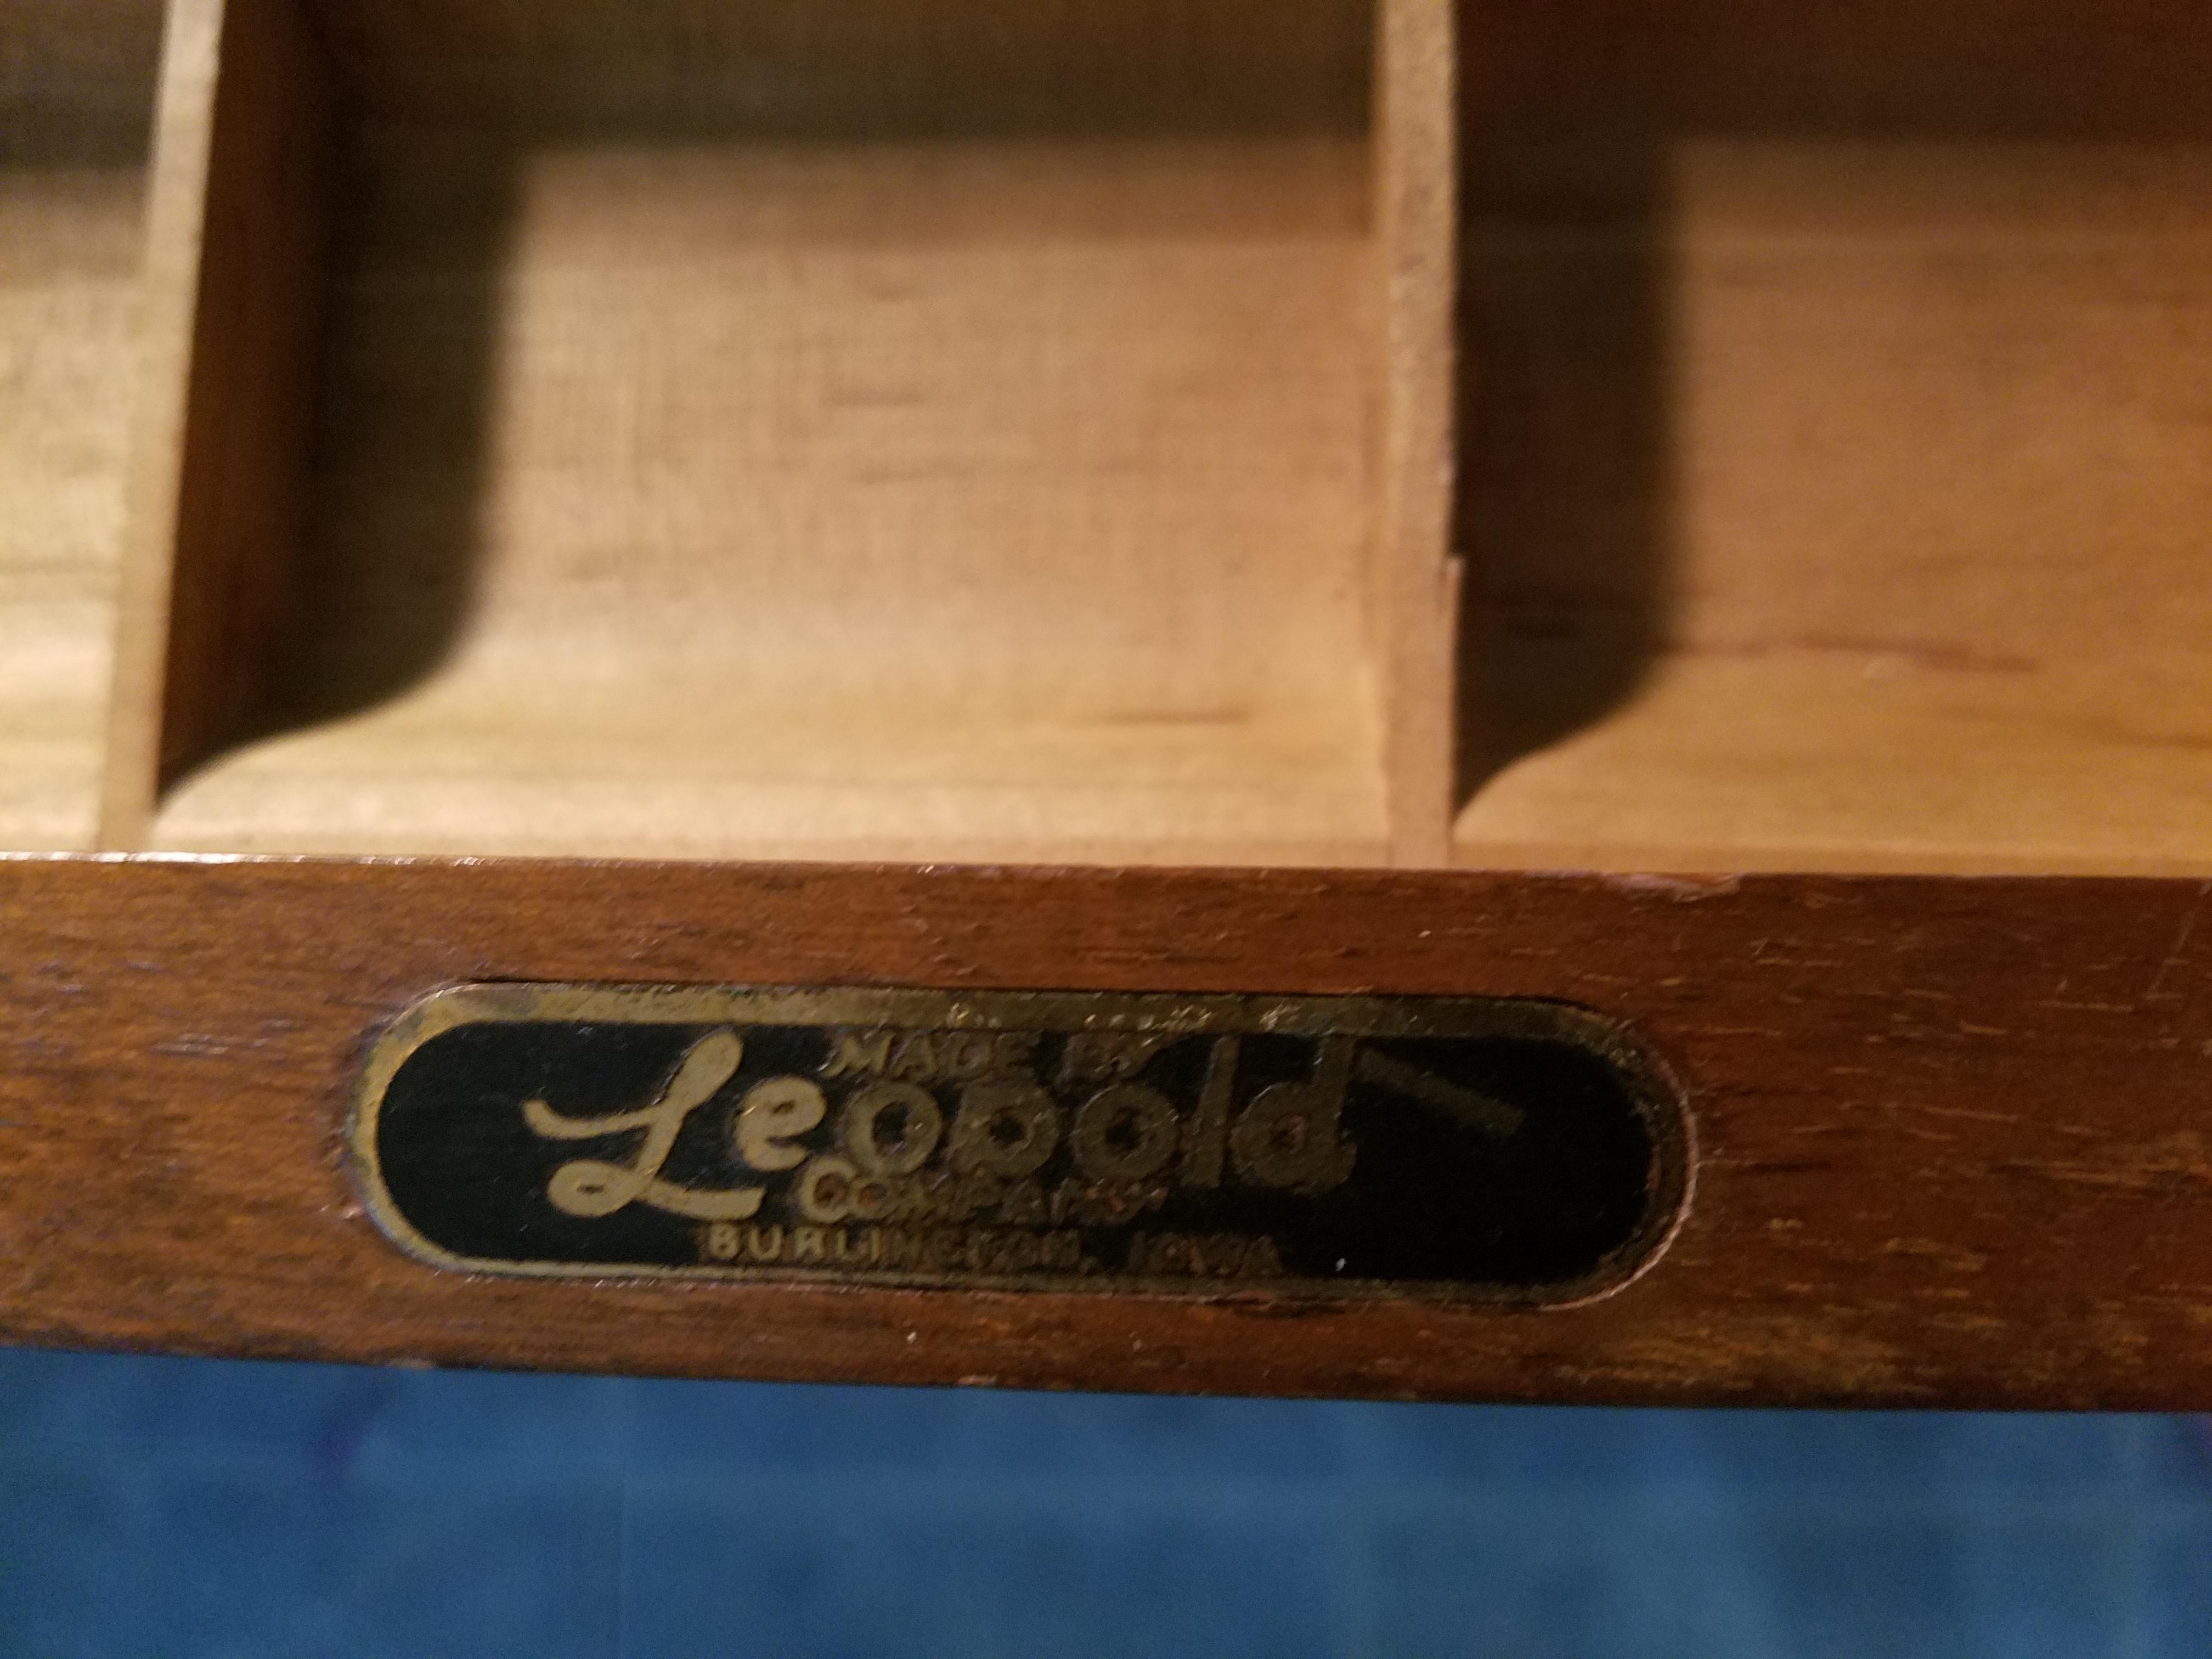 MADE BY
Leopold
COMPANY
BURLINGTON, IOWA